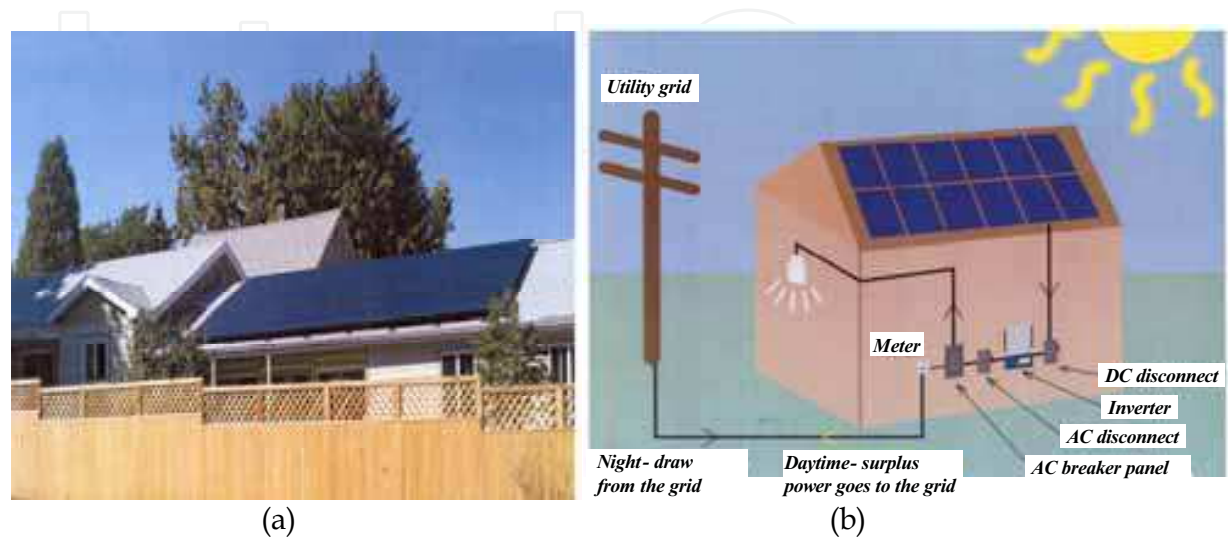 Utility grid
Meter
DC disconnect
Inverter
AC disconnect
AC breaker panel
Night- draw
from the grid
Daytime- surplus
power goes to the grid
(a)
(b)